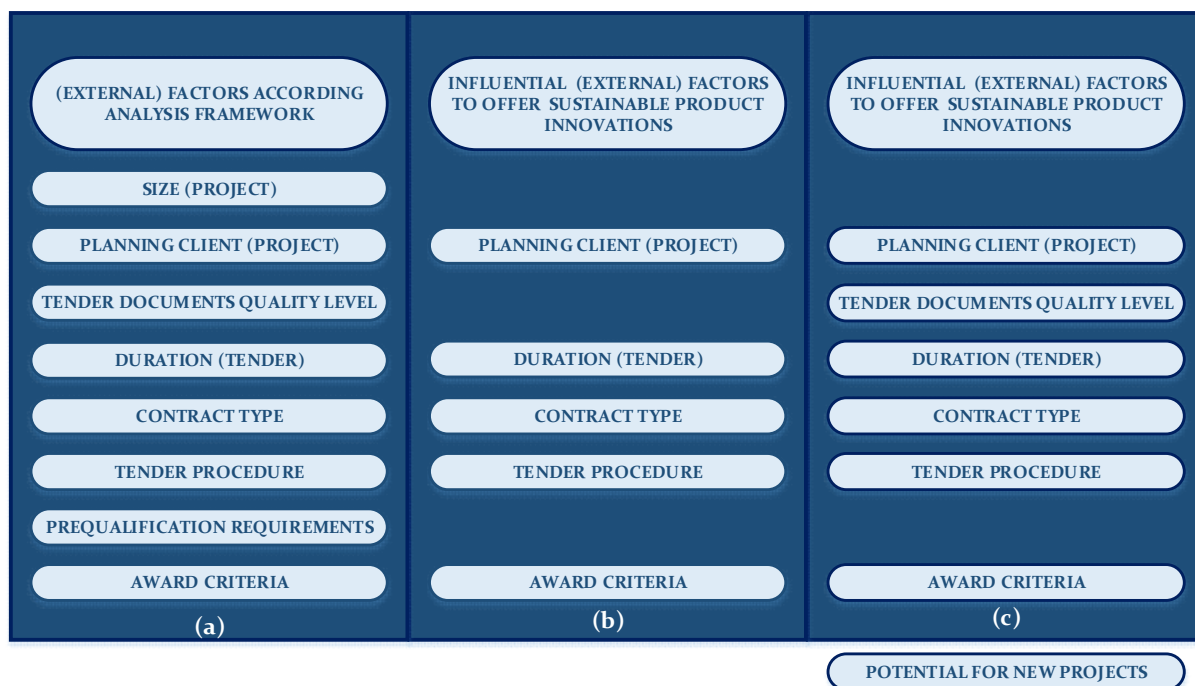 (EXTERNAL) FACTORS ACCORDING
ANALYSIS FRAMEWORK
SIZE (PROJECT)
PLANNING CLIENT (PROJECT)
TENDER DOCUMENTS QUALITY LEVEL
DURATION (TENDER)
CONTRACT TYPE
TENDER PROCEDURE
PREQUALIFICATION REQUIREMENTS
AWARD CRITERIA
(a)
INFLUENTIAL (EXTERNAL) FACTORS
TO OFFER SUSTAINABLE PRODUCT
INNOVATIONS
PLANNING CLIENT (PROJECT)
DURATION (TENDER)
CONTRACT TYPE
TENDER PROCEDURE
AWARD CRITERIA
(b)
INFLUENTIAL (EXTERNAL) FACTORS
TO OFFER SUSTAINABLE PRODUCT
INNOVATIONS
PLANNING CLIENT (PROJECT)
TENDER DOCUMENTS QUALITY LEVEL
DURATION (TENDER)
CONTRACT TYPE
TENDER PROCEDURE
AWARD CRITERIA
(c)
POTENTIAL FOR NEW PROJECTS